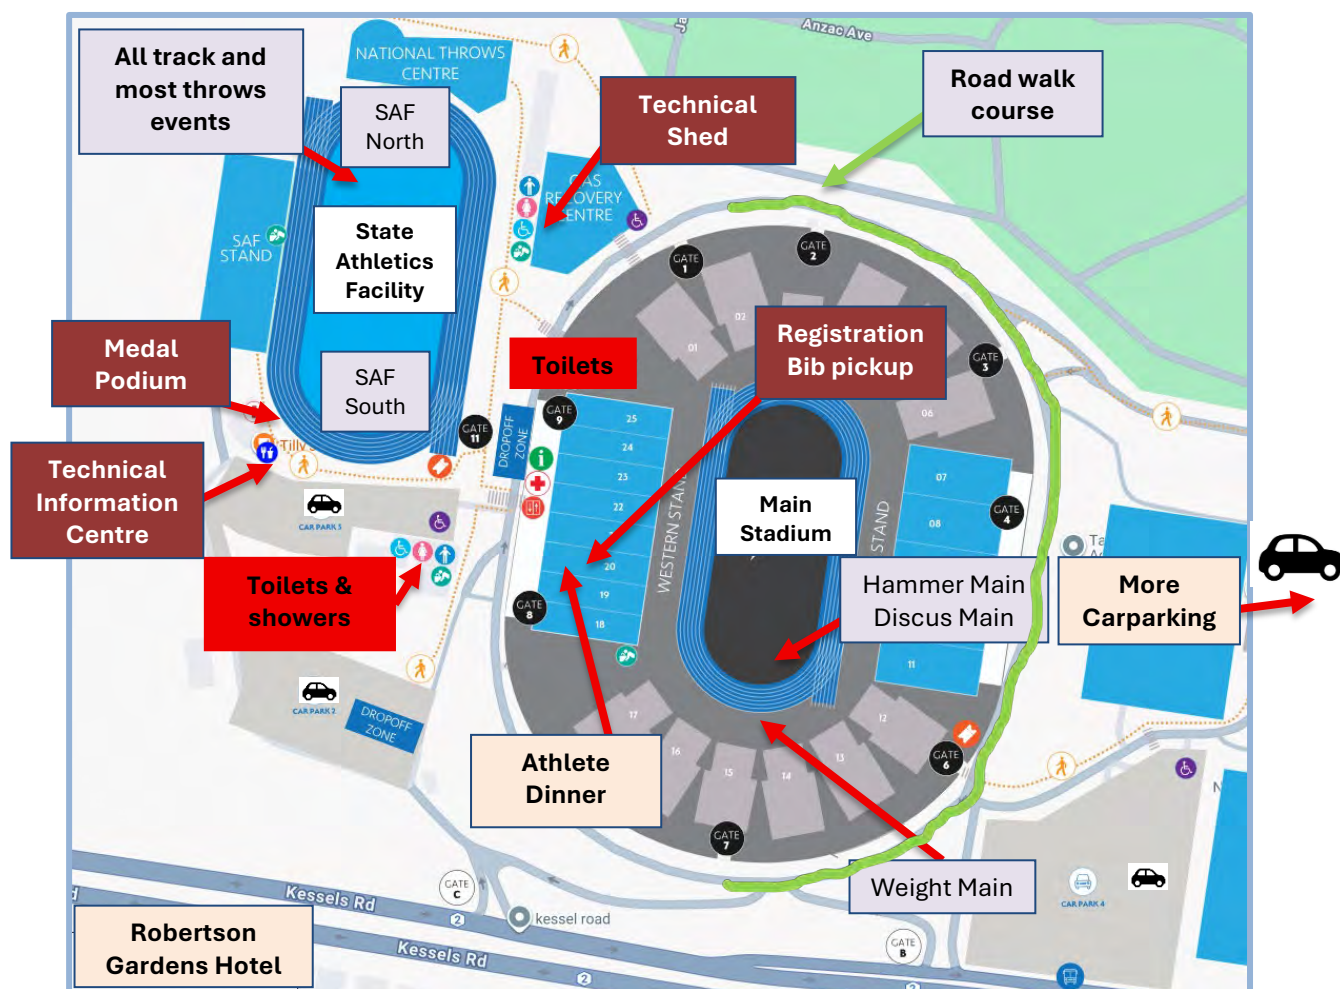 All track and
most throws
events
NATIONAL THROWS
CENTRE
Anzac Ave
Road walk
course
SAF
North
Technical
Shed
GAS
RECOVERY
CENTRE
SAF
STAND
State
Athletics
Facility
GATE
1
GATE
2
02
01
Registration
Bib pickup
GATE
3
Medal
Podium
Toilets
SAF
South
06
GATE
9
25
GATE
11
Tilly's
DROPOFF
ZONE
24
23
22
07
Technical
Information
Centre
CAR PARK 3
WESTERN STAND
Main
Stadium
STAND
08
GATE
4
20
19
18
Toilets &
showers
GATE
8
Hammer Main
Discus Main
11
More
Carparking
CAR PARK 2
DROPOFF
ZONE
17
16
15
14
13
12
GATE
6
Athlete
Dinner
GATE
7
Weight Main
CAR PARK 4
GATE
C
Kessels Rd
2
kessel road
Robertson
Gardens Hotel
Kessels Rd
2
GATE
B
2